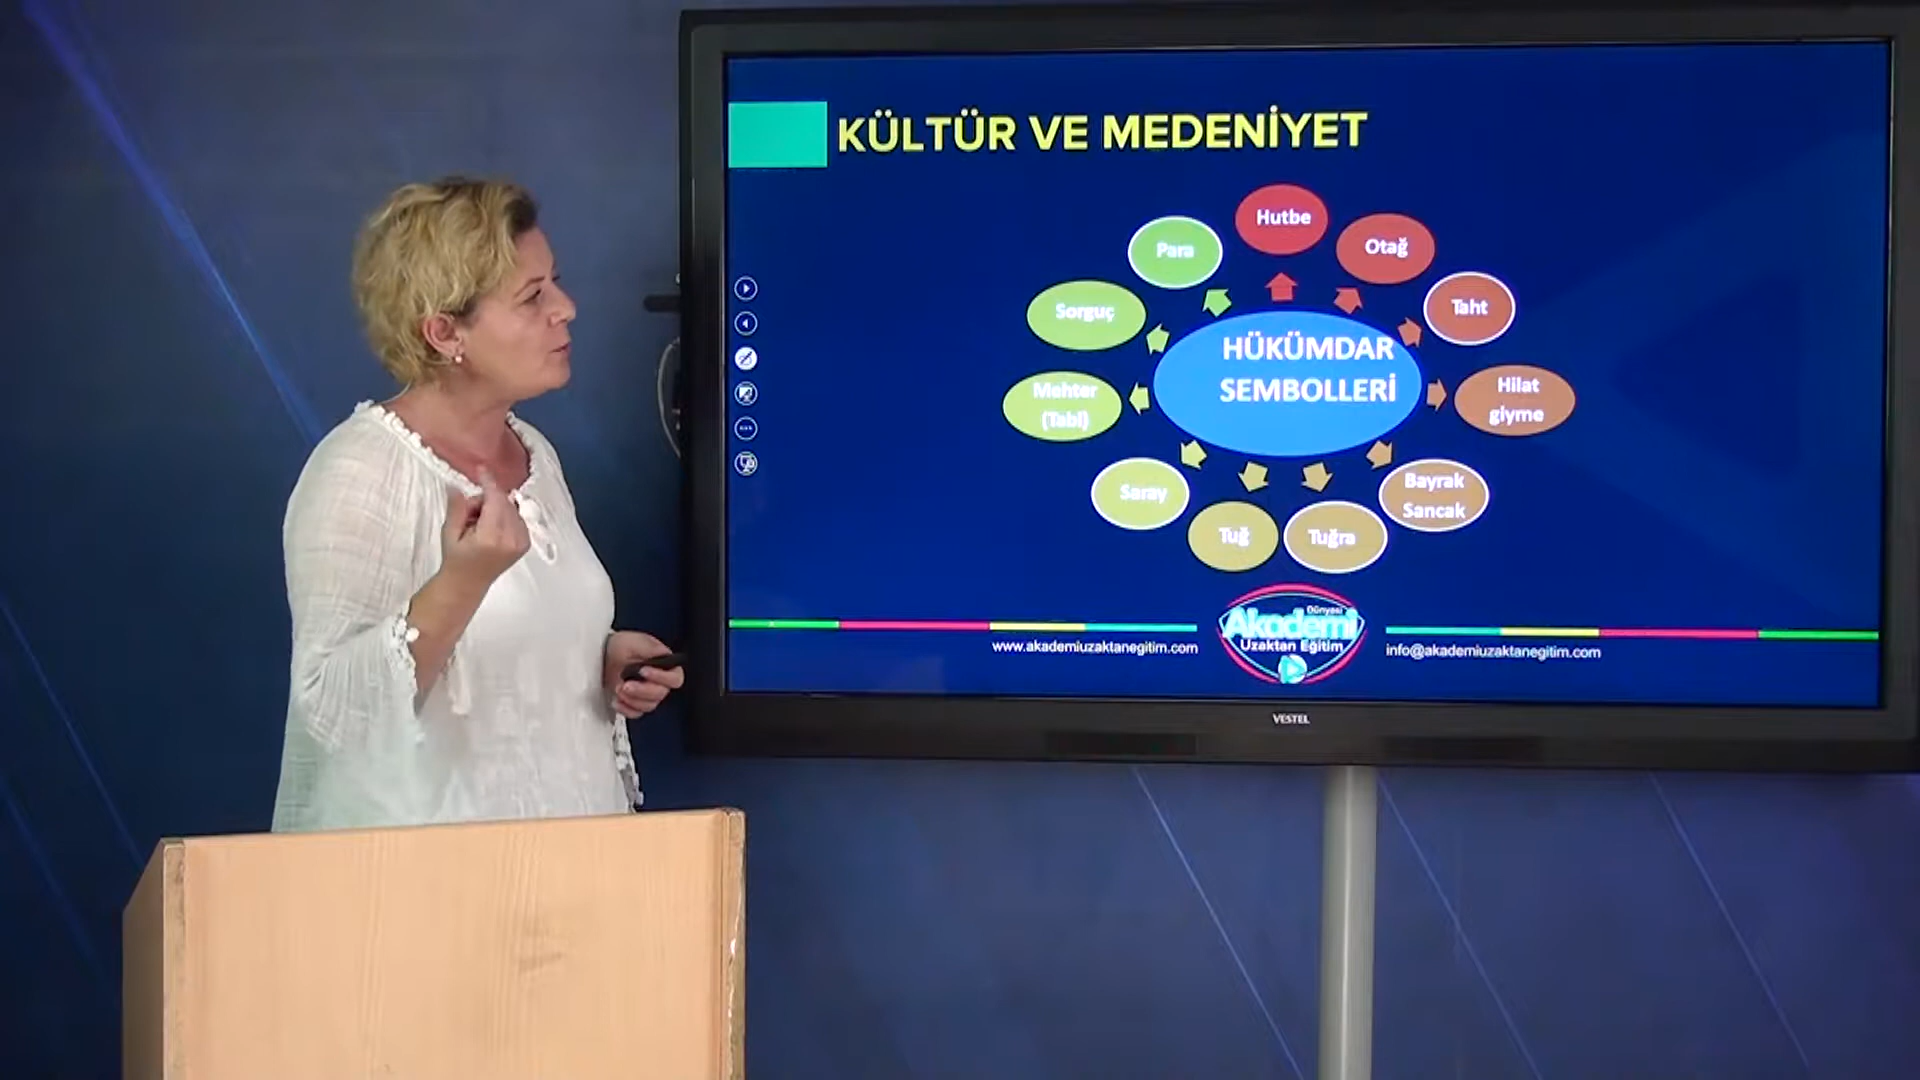 KÜLTÜR VE MEDENİYET
Hutbe
Otağ
Taht
Hilat
giyme
Bayrak
Sancak
Tuğra
Tuğ
Saray
Mehter
(Tabl)
Sorguç
Para
HÜKÜMDAR
SEMBOLLERİ
www.akademiuzaktanegitim.com
Dünyası
Akademi
Uzaktan Eğitim
info@akademiuzaktanegitim.com
VESTEL